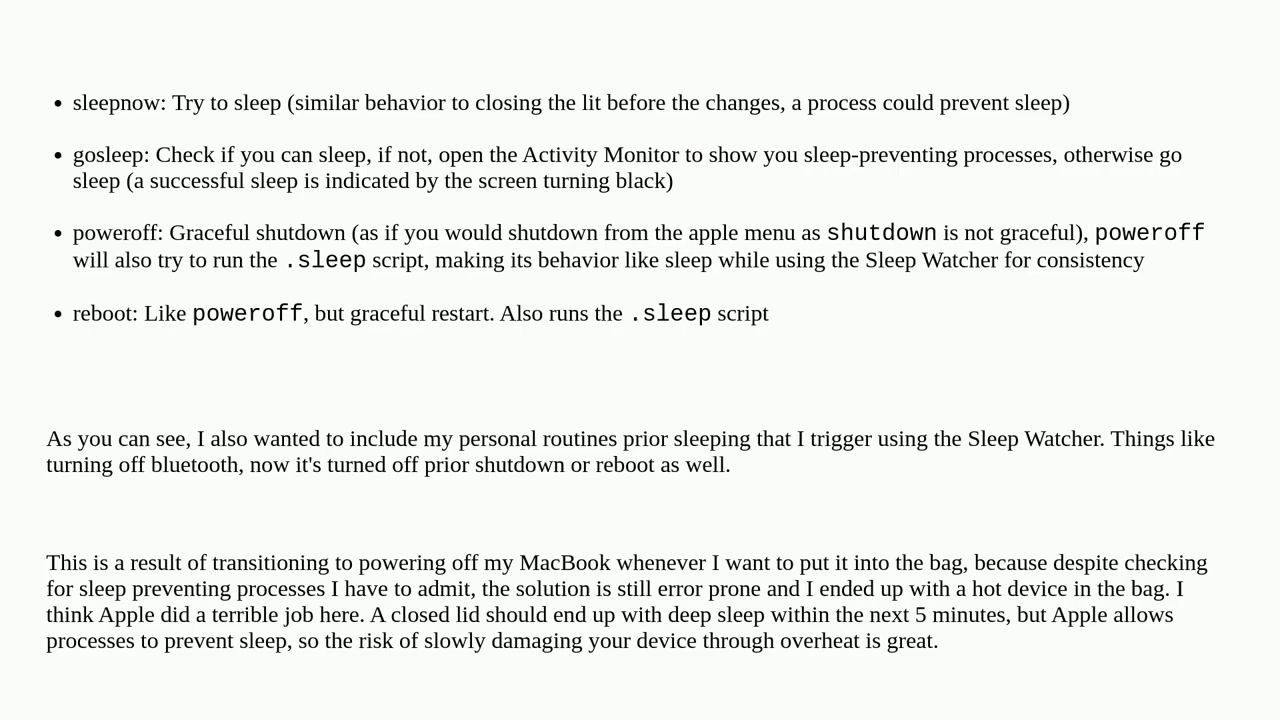 • sleepnow: Try to sleep (similar behavior to closing the lit before the changes, a process could prevent sleep)
• gosleep: Check if you can sleep, if not, open the Activity Monitor to show you sleep-preventing processes, otherwise go
sleep (a successful sleep is indicated by the screen turning black)
• poweroff: Graceful shutdown (as if you would shutdown from the apple menu as shutdown is not graceful), poweroff
will also try to run the .sleep script, making its behavior like sleep while using the Sleep Watcher for consistency
• reboot: Like poweroff, but graceful restart. Also runs the .sleep script
As you can see, I also wanted to include my personal routines prior sleeping that I trigger using the Sleep Watcher. Things like
turning off bluetooth, now it's turned off prior shutdown or reboot as well.
This is a result of transitioning to powering off my MacBook whenever I want to put it into the bag, because despite checking
for sleep preventing processes I have to admit, the solution is still error prone and I ended up with a hot device in the bag. I
think Apple did a terrible job here. A closed lid should end up with deep sleep within the next 5 minutes, but Apple allows
processes to prevent sleep, so the risk of slowly damaging your device through overheat is great.